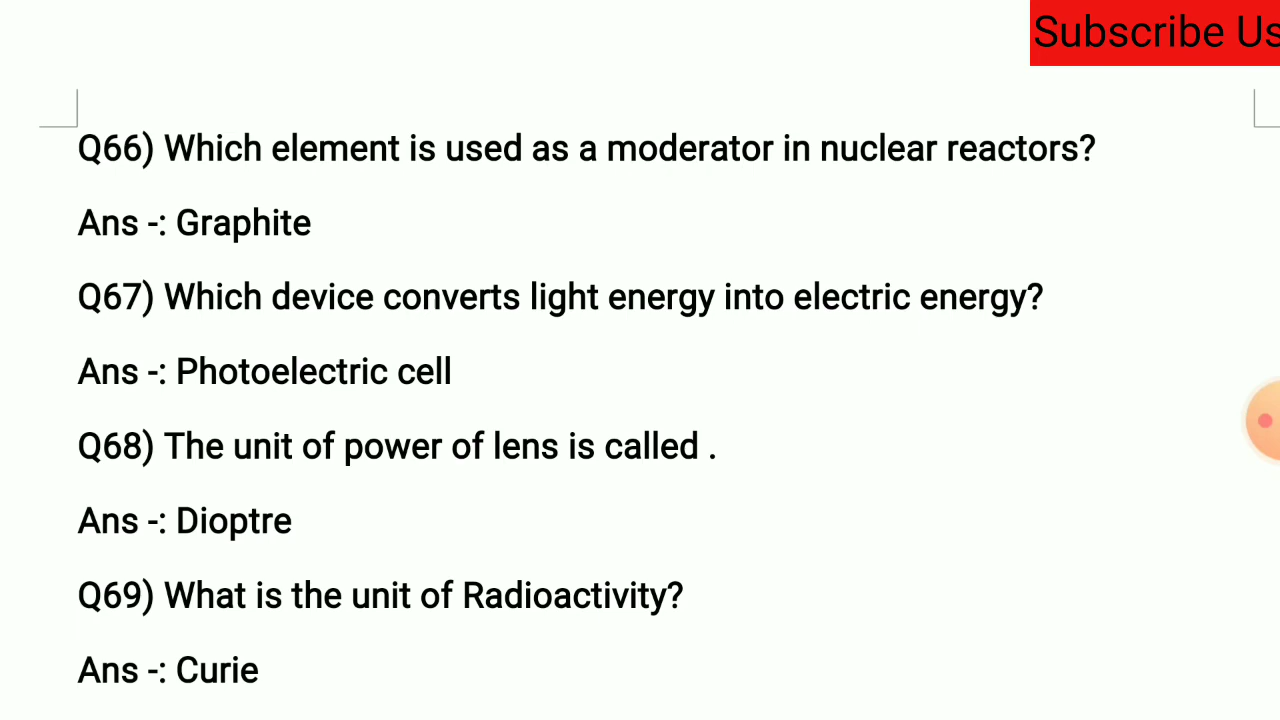 Subscribe Us
Q66) Which element is used as a moderator in nuclear reactors?
Ans -: Graphite
Q67) Which device converts light energy into electric energy?
Ans -: Photoelectric cell
Q68) The unit of power of lens is called .
Ans -: Dioptre
Q69) What is the unit of Radioactivity?
Ans -: Curie